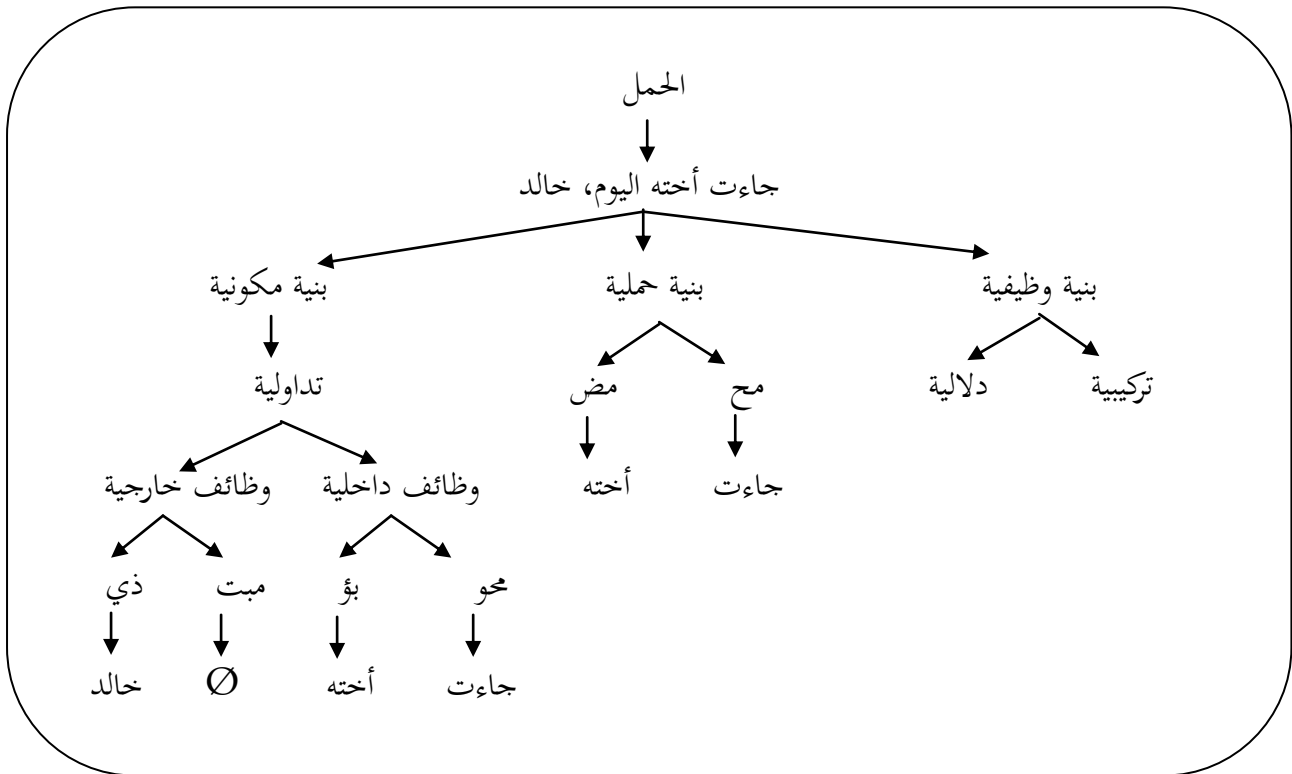 الحمل
جاءت أخته اليوم، خالد
بنية وظيفية بنية حملية بنية مكونية
تركيبية دلالية مح مض تداولية
جاءت أخته وظائف داخلية وظائف خارجية
محو بؤ مبت ذي
جاءت أخته Ø خالد